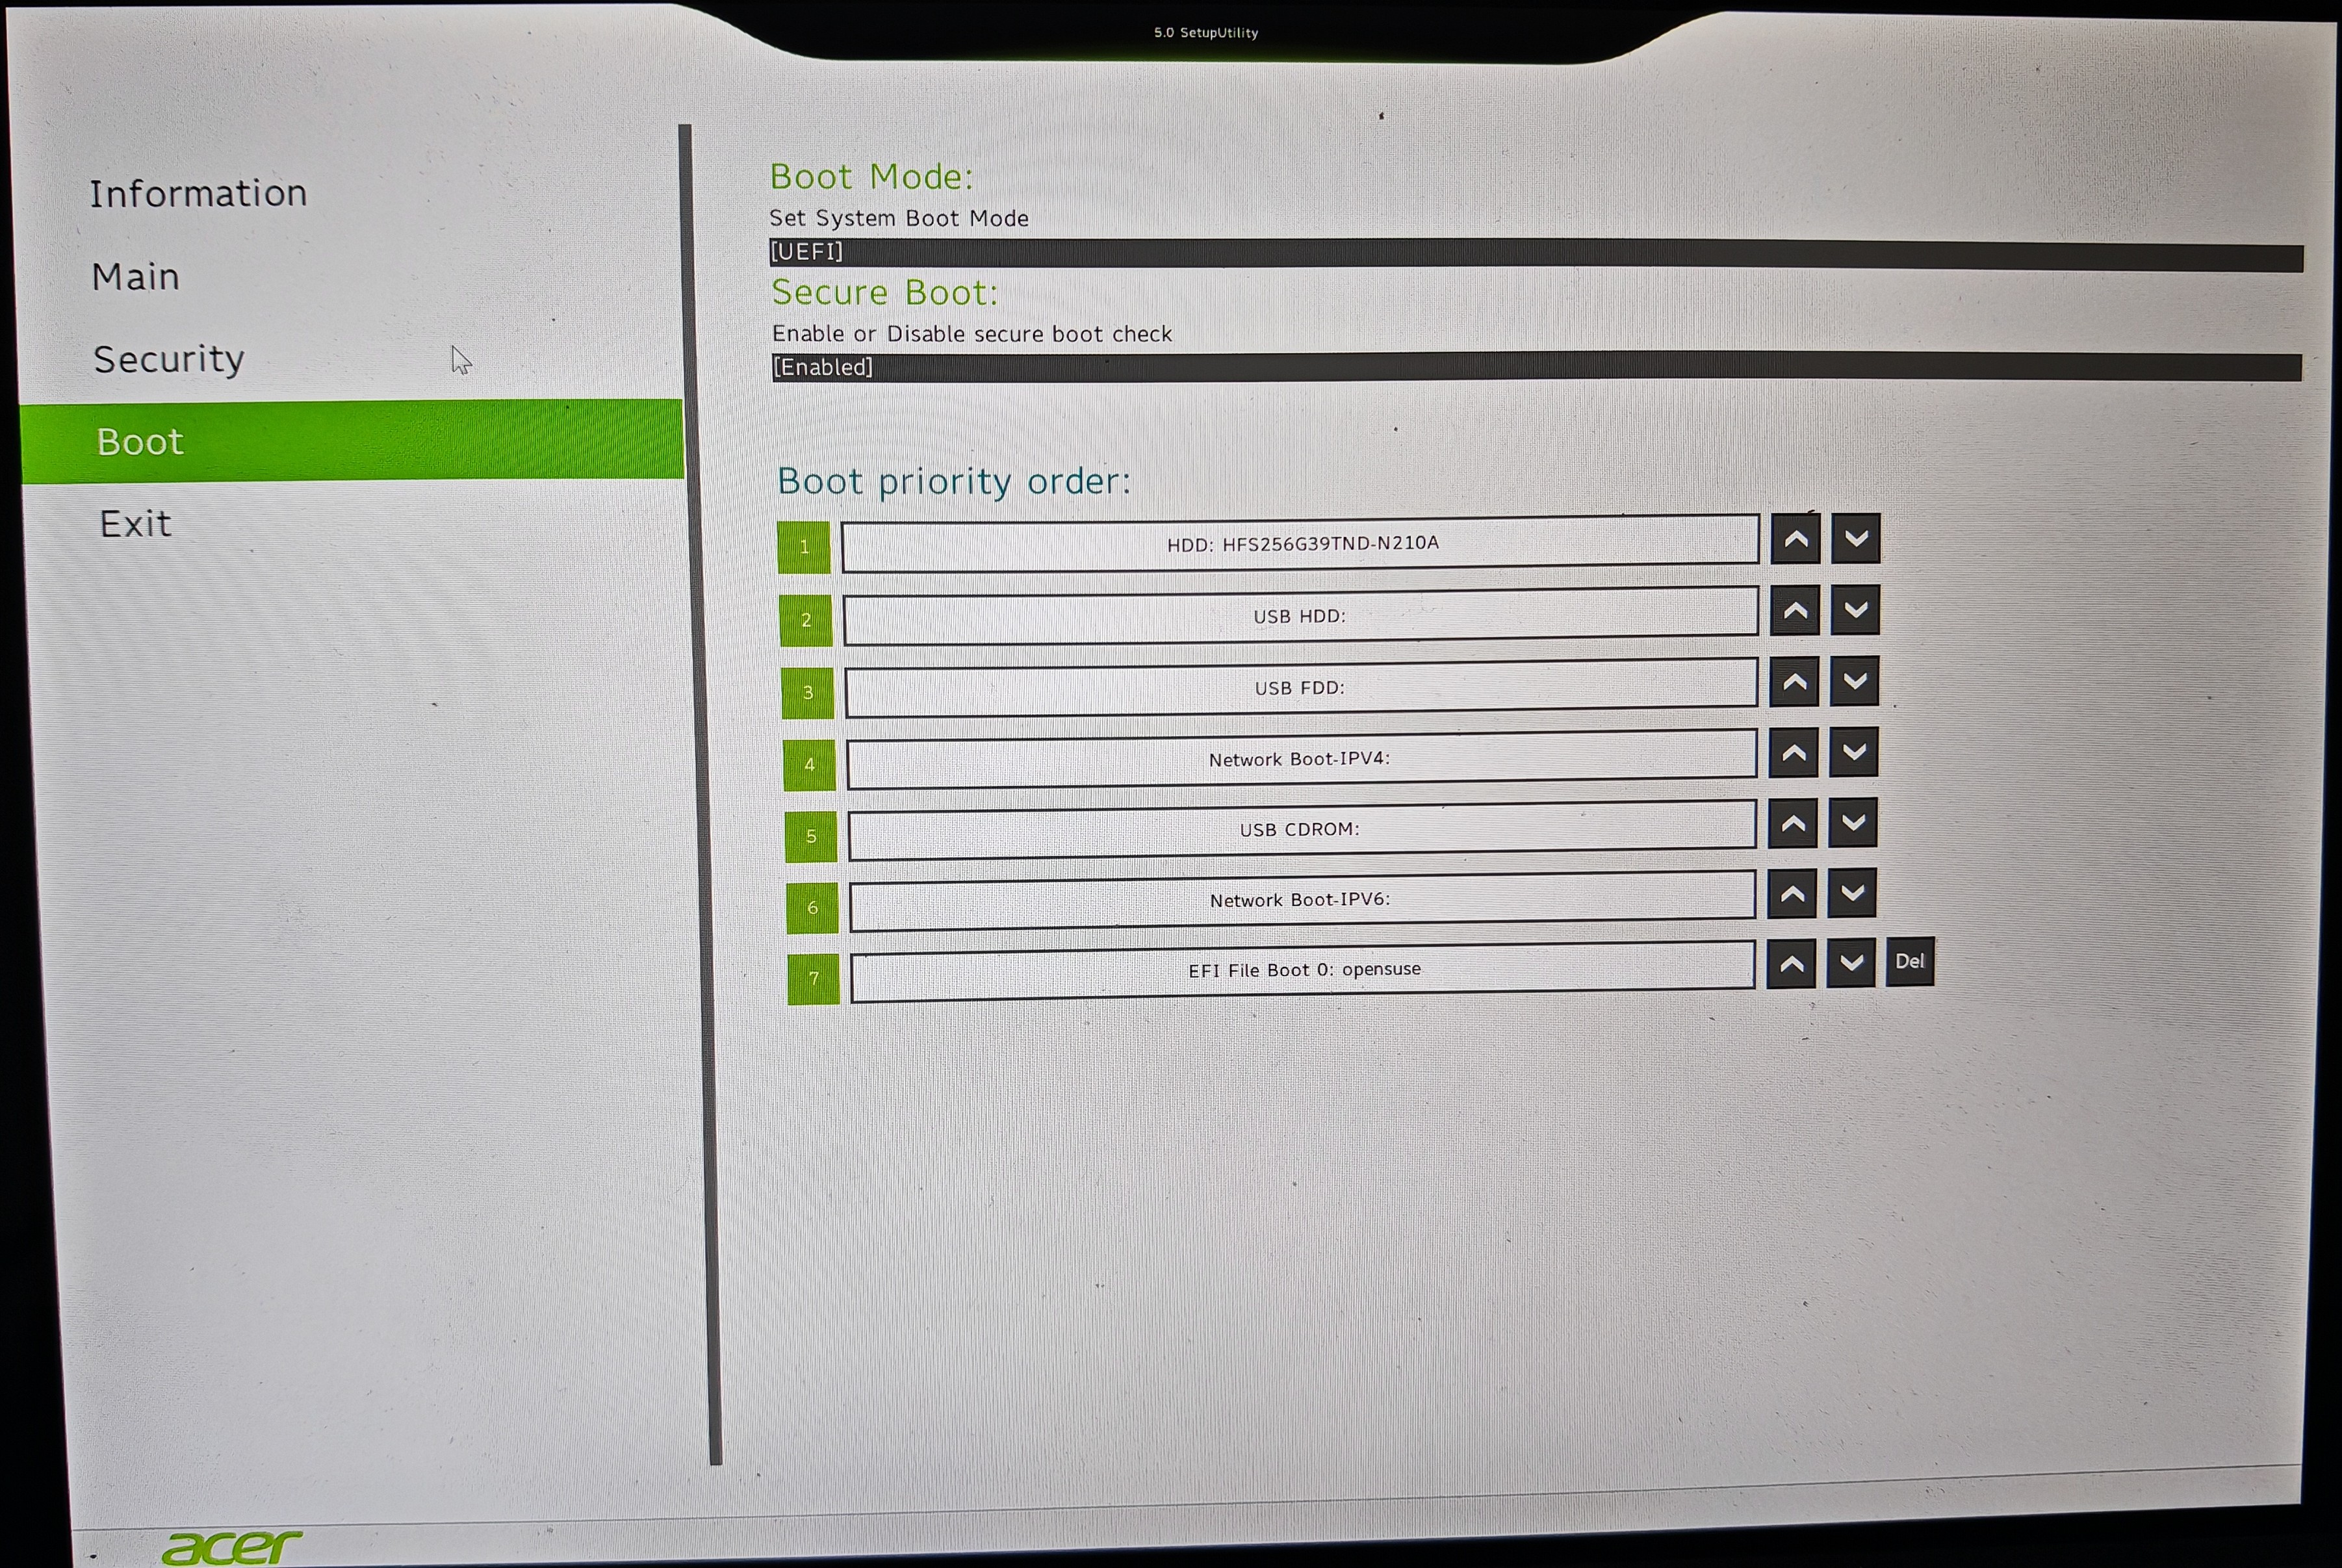 5.0 SetupUtility
Information
Main
Security
Boot
Exit
Boot Mode:
Set System Boot Mode
[UEFI]
Secure Boot:
Enable or Disable secure boot check
[Enabled]
Boot priority order:
1 HDD: HFS256G39TND-N210A
2 USB HDD:
3 USB FDD:
4 Network Boot-IPV4:
5 USB CDROM:
6 Network Boot-IPV6:
7 EFI File Boot 0: opensuse Del
acer